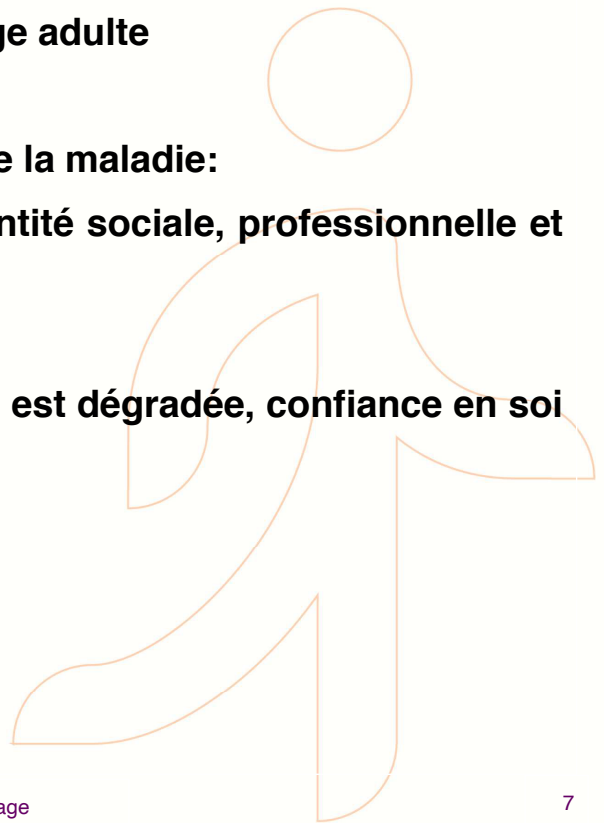 ge adulte
e la maladie:
ntité sociale, professionnelle et
est dégradée, confiance en soi
age
7